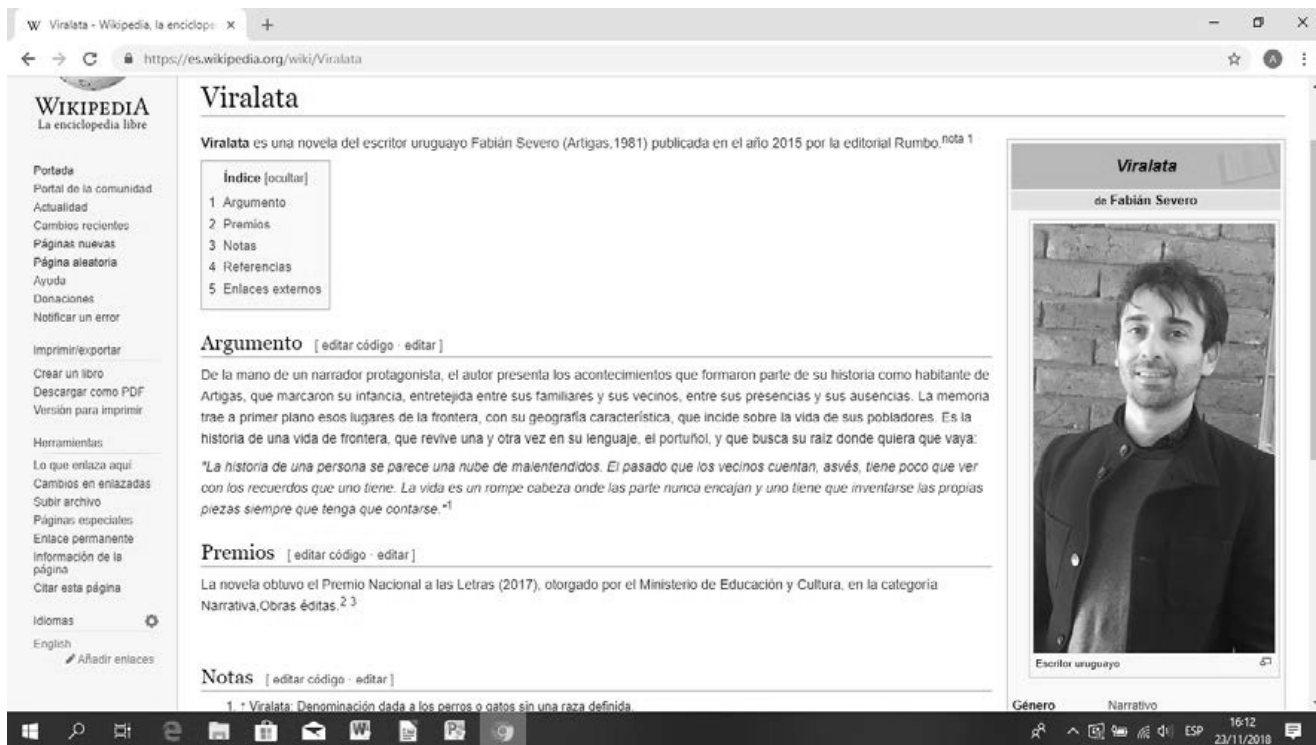 Viralata - Wikipedia, la enciclope
https://es.wikipedia.org/wiki/Viralata
A
WIKIPEDIA
La enciclopedia libre
Portada
Portal de la comunidad
Actualidad
Cambios recientes
Páginas nuevas
Página aleatoria
Ayuda
Donaciones
Notificar un error
Imprimir/exportar
Crear un libro
Descargar como PDF
Versión para imprimir
Herramientas
Lo que enlaza aquí
Cambios en enlazadas
Subir archivo
Páginas especiales
Enlace permanente
Información de la
página
Citar esta página
Idiomas
English
Añadir enlaces
Viralata
Viralata es una novela del escritor uruguayo Fabián Severo (Artigas,1981) publicada en el año 2015 por la editorial Rumbo.nota 1
Índice [ocultar]
1 Argumento
2 Premios
3 Notas
4 Referencias
5 Enlaces externos
Argumento [ editar código · editar ]
De la mano de un narrador protagonista, el autor presenta los acontecimientos que formaron parte de su historia como habitante de
Artigas, que marcaron su infancia, entretejida entre sus familiares y sus vecinos, entre sus presencias y sus ausencias. La memoria
trae a primer plano esos lugares de la frontera, con su geografía característica, que incide sobre la vida de sus pobladores. Es la
historia de una vida de frontera, que revive una y otra vez en su lenguaje, el portuñol, y que busca su raíz donde quiera que vaya:
"La historia de una persona se parece una nube de malentendidos. El pasado que los vecinos cuentan, asvés, tiene poco que ver
con los recuerdos que uno tiene. La vida es un rompe cabeza onde las parte nunca encajan y uno tiene que inventarse las propias
piezas siempre que tenga que contarse."1
Premios [ editar código · editar ]
La novela obtuvo el Premio Nacional a las Letras (2017), otorgado por el Ministerio de Educación y Cultura, en la categoría
Narrativa,Obras éditas.2 3
Notas [ editar código · editar ]
1. ↑ Viralata: Denominación dada a los perros o gatos sin una raza definida.
Viralata
de Fabián Severo
Escritor uruguayo
Género Narrativo
ESP
16:12
23/11/2018